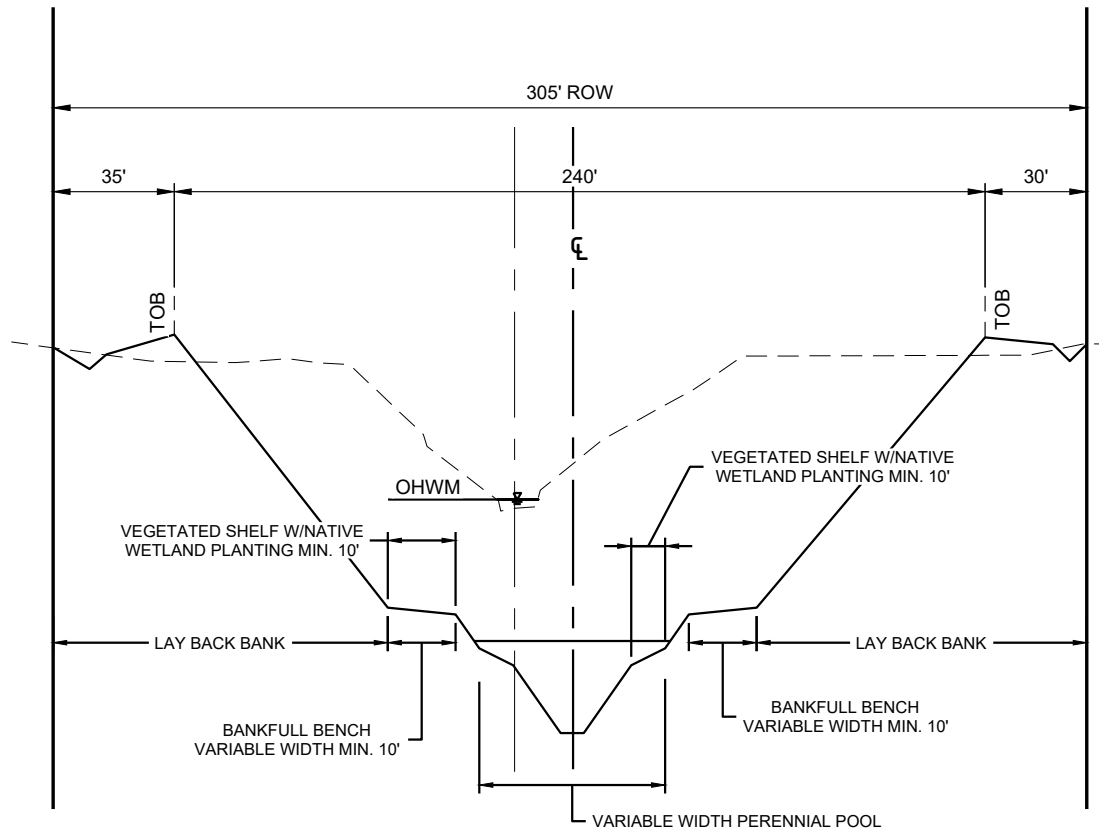 305' ROW
35'
240'
30'
℄
TOB
TOB
VEGETATED SHELF W/NATIVE
WETLAND PLANTING MIN. 10'
OHWM
VEGETATED SHELF W/NATIVE
WETLAND PLANTING MIN. 10'
LAY BACK BANK
LAY BACK BANK
BANKFULL BENCH
VARIABLE WIDTH MIN. 10'
BANKFULL BENCH
VARIABLE WIDTH MIN. 10'
VARIABLE WIDTH PERENNIAL POOL